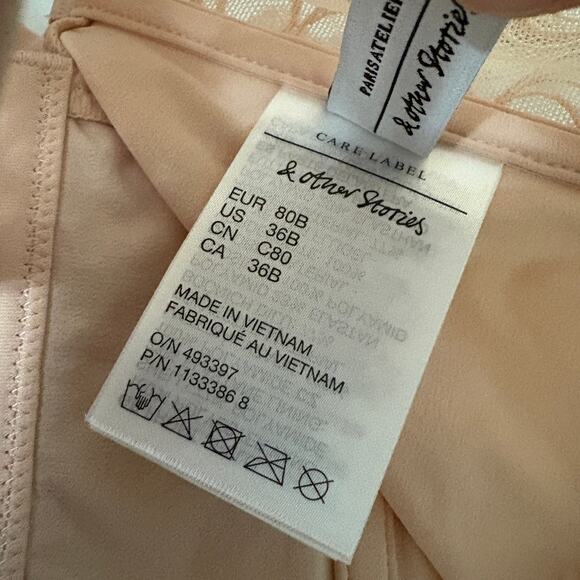 PARIS ATELIER
& other Stories
CARE LABEL
& other Stories
EUR 80B
US 36B
CN C80
CA 36B
MADE IN VIETNAM
FABRIQUÉ AU VIETNAM
O/N 493397
P/N 1133386 8